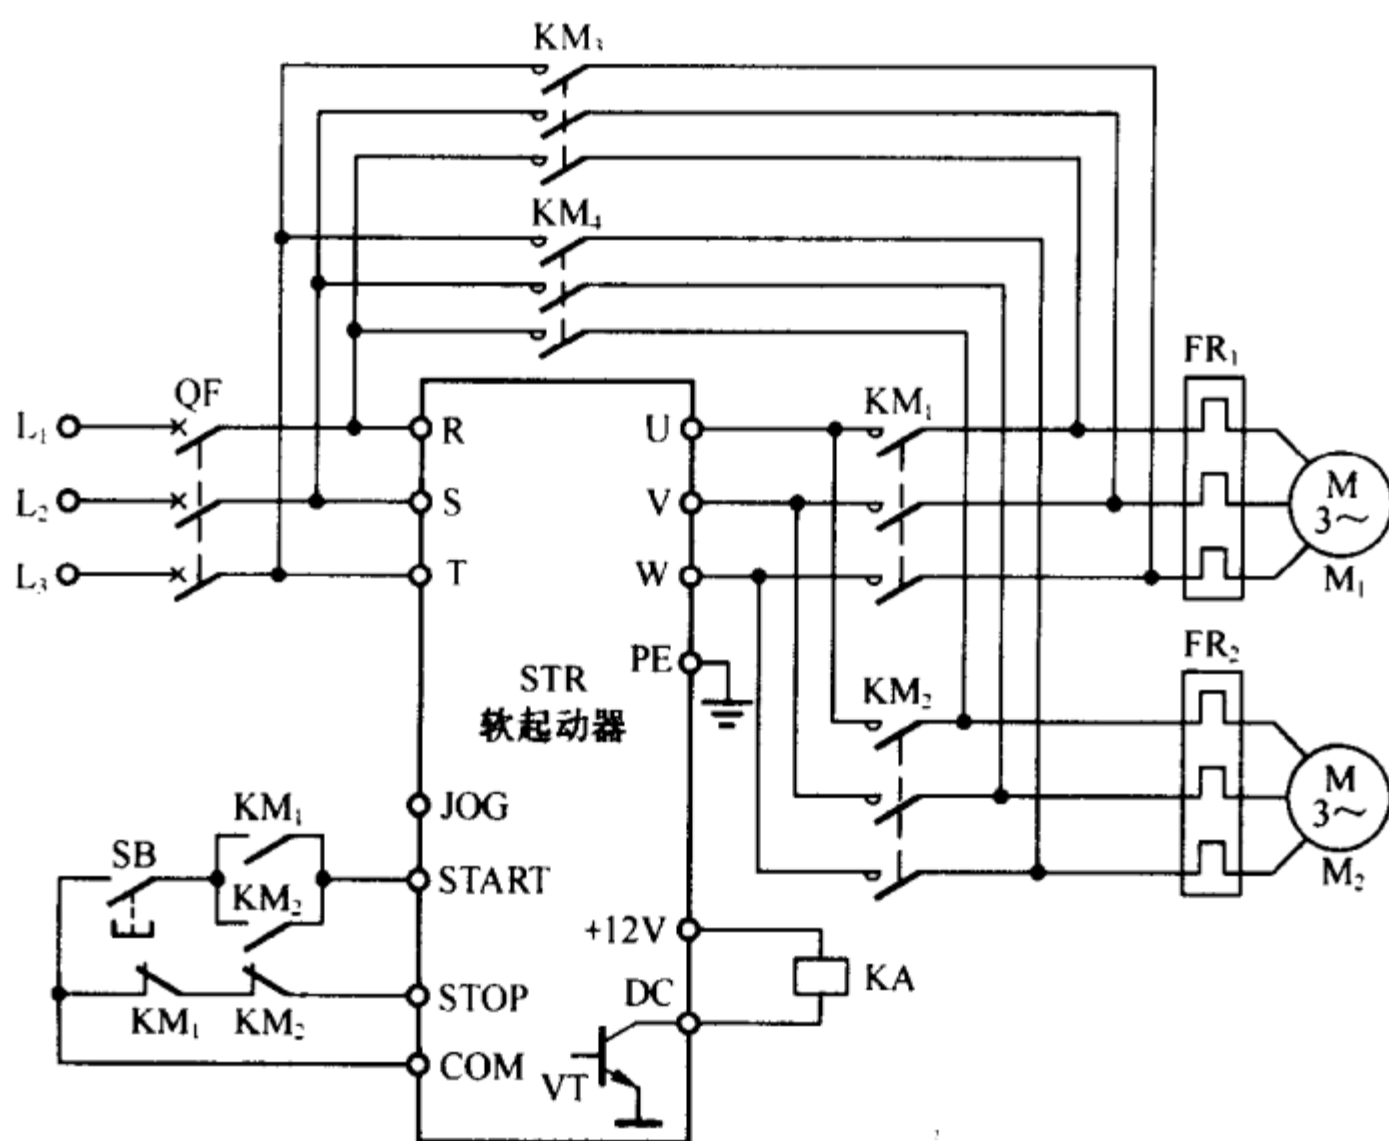 KM₃
KM₄
QF
FR₁
L₁
R
U
KM₁
L₂
S
V
M
3～
L₃
T
W
M₁
PE
FR₂
STR
软起动器
KM₂
M
3～
M₂
KM₁
JOG
SB
START
KM₂
+12V
KA
STOP
DC
KM₁
KM₂
COM
VT